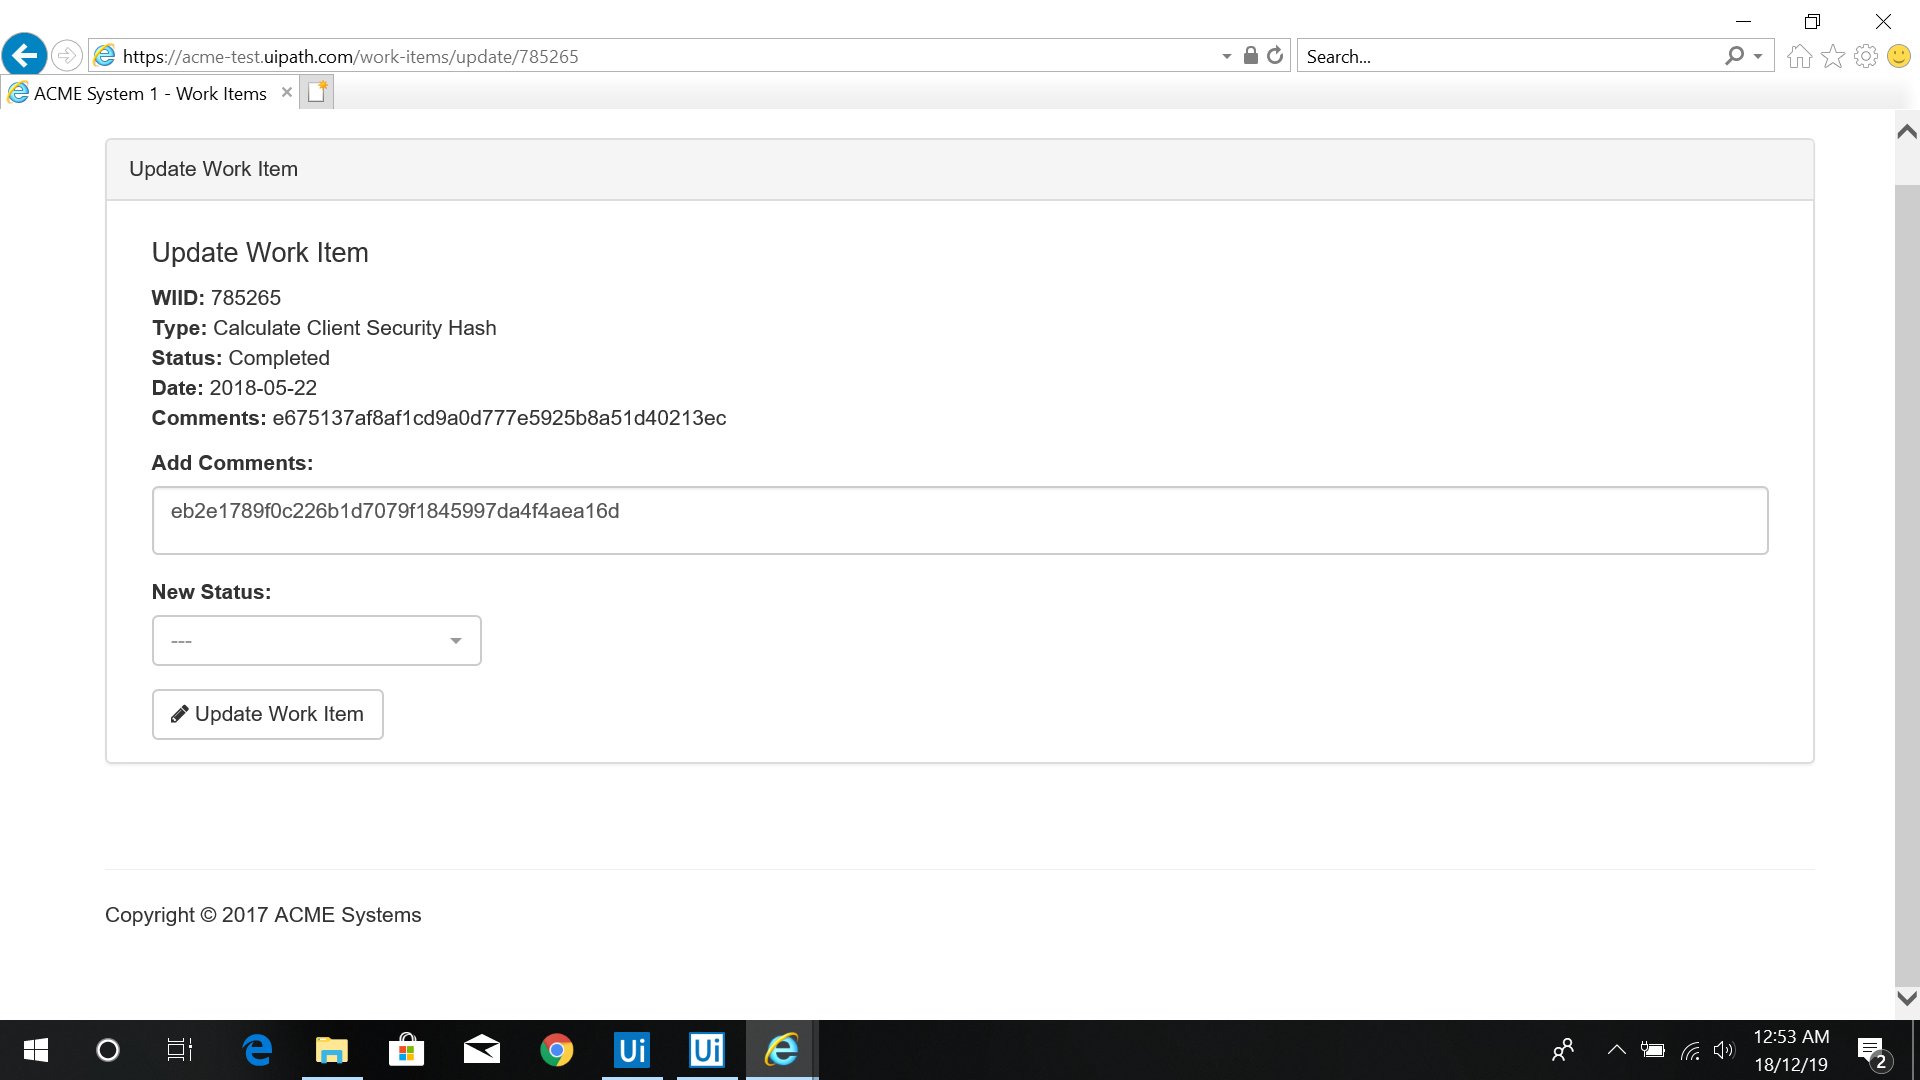 https://acme-test.uipath.com/work-items/update/785265
Search...
ACME System 1 - Work Items
Update Work Item
Update Work Item
WIID: 785265
Type: Calculate Client Security Hash
Status: Completed
Date: 2018-05-22
Comments: e675137af8af1cd9a0d777e5925b8a51d40213ec
Add Comments:
eb2e1789f0c226b1d7079f1845997da4f4aea16d
New Status:
---
Update Work Item
Copyright © 2017 ACME Systems
Ui
Ui
12:53 AM
18/12/19
2